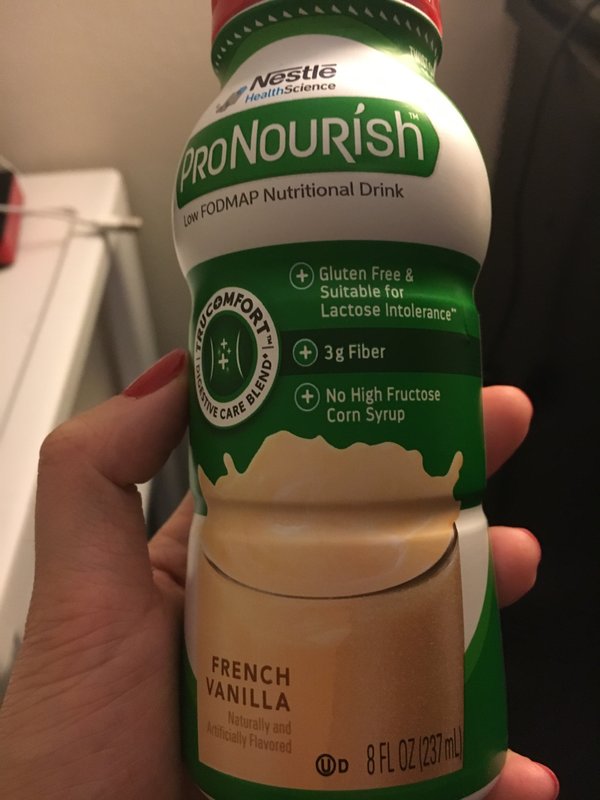 Nestlé
HealthScience
PRONOURISH™
Low FODMAP Nutritional Drink
+ Gluten Free &
Suitable for
Lactose Intolerance**
TRUCOMFORT™
DIGESTIVE CARE BLEND+
+ 3g Fiber
+ No High Fructose
Corn Syrup
FRENCH
VANILLA
Naturally and
Artificially Flavored
U D 8 FL OZ (237 mL)